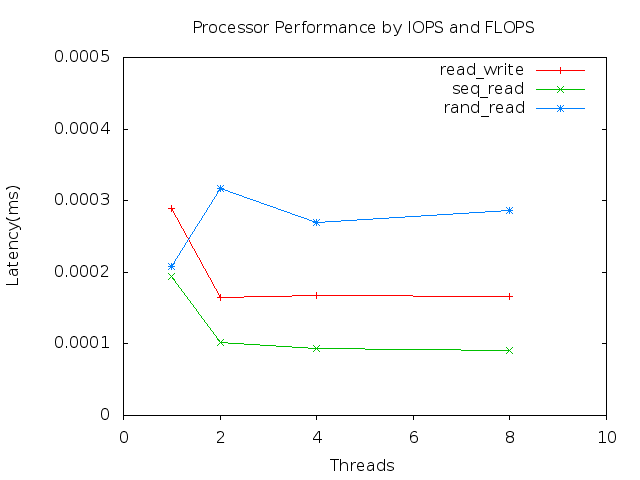 Processor Performance by IOPS and FLOPS
0.0005
0.0004
0.0003
0.0002
0.0001
0
Latency(ms)
read_write
seq_read
rand_read
0 2 4 6 8 10
Threads